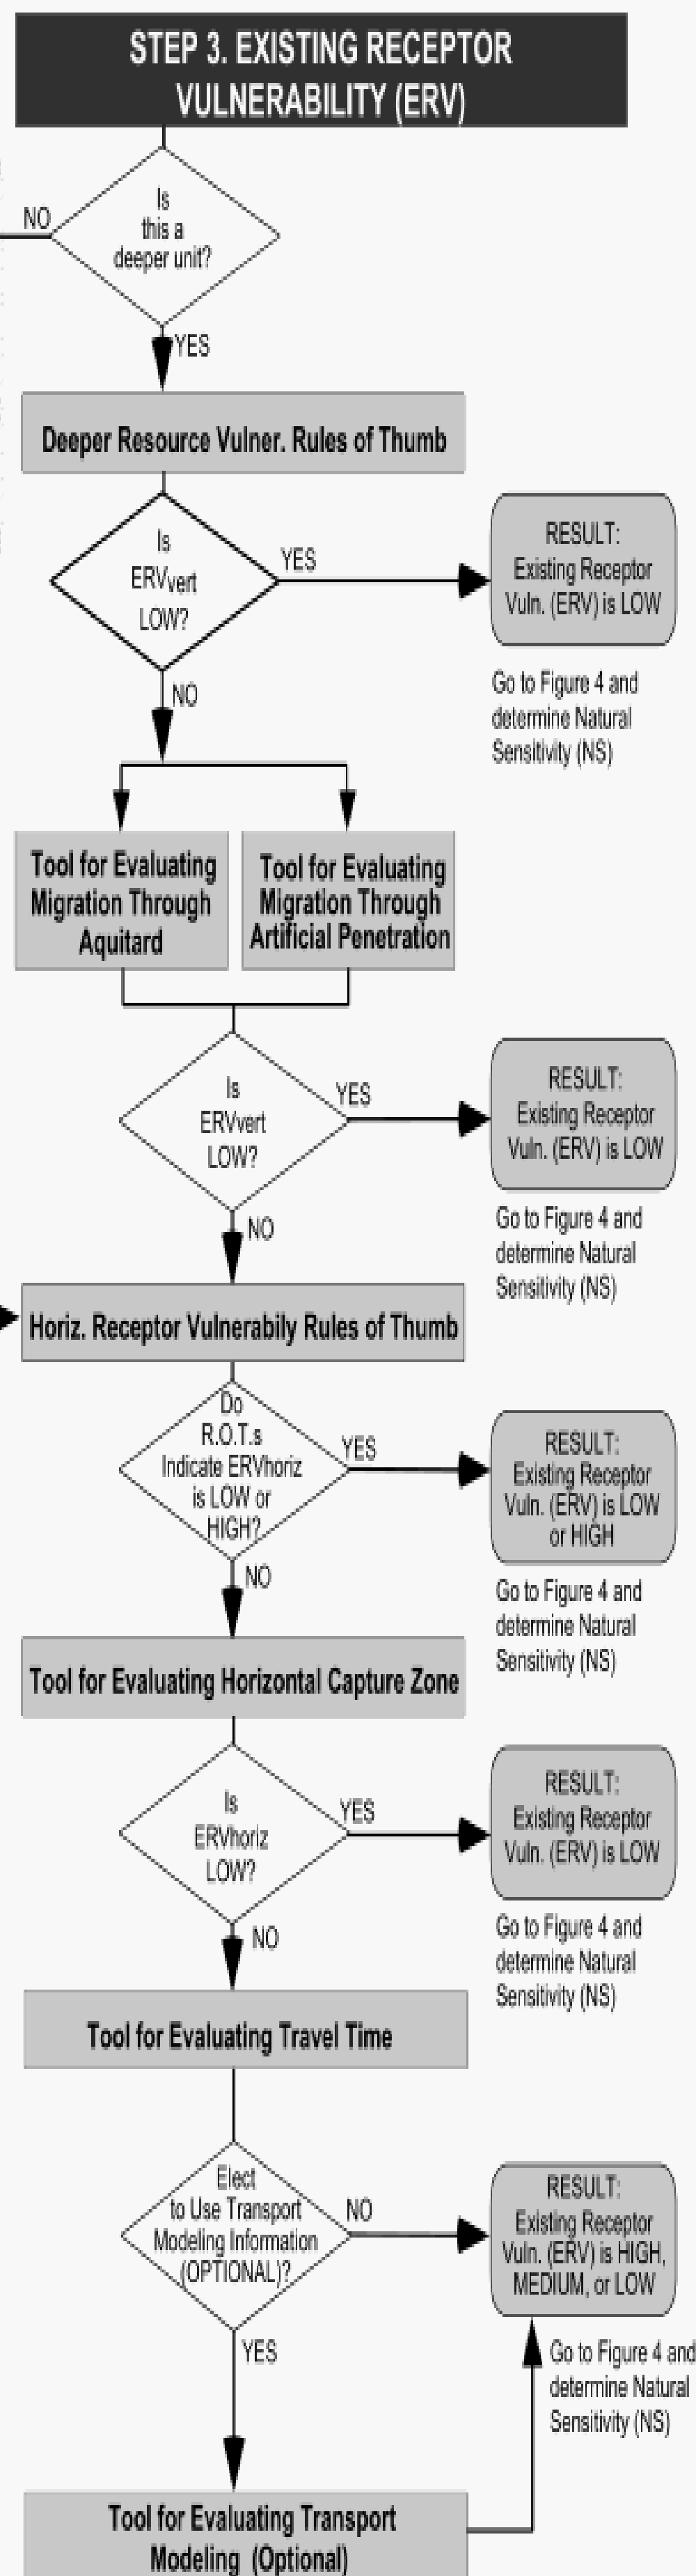 STEP 3. EXISTING RECEPTOR
VULNERABILITY (ERV)
Is
this a
deeper unit?
NO
YES
Deeper Resource Vulner. Rules of Thumb
Is
ERVvert
LOW?
YES
RESULT:
Existing Receptor
Vuln. (ERV) is LOW
Go to Figure 4 and
determine Natural
Sensitivity (NS)
NO
Tool for Evaluating
Migration Through
Aquitard
Tool for Evaluating
Migration Through
Artificial Penetration
Is
ERVvert
LOW?
YES
RESULT:
Existing Receptor
Vuln. (ERV) is LOW
Go to Figure 4 and
determine Natural
Sensitivity (NS)
NO
Horiz. Receptor Vulnerabily Rules of Thumb
Do
R.O.T.s
Indicate ERVhoriz
is LOW or
HIGH?
YES
RESULT:
Existing Receptor
Vuln. (ERV) is LOW
or HIGH
Go to Figure 4 and
determine Natural
Sensitivity (NS)
NO
Tool for Evaluating Horizontal Capture Zone
Is
ERVhoriz
LOW?
YES
RESULT:
Existing Receptor
Vuln. (ERV) is LOW
Go to Figure 4 and
determine Natural
Sensitivity (NS)
NO
Tool for Evaluating Travel Time
Elect
to Use Transport
Modeling Information
(OPTIONAL)?
NO
RESULT:
Existing Receptor
Vuln. (ERV) is HIGH,
MEDIUM, or LOW
Go to Figure 4 and
determine Natural
Sensitivity (NS)
YES
Tool for Evaluating Transport
Modeling (Optional)